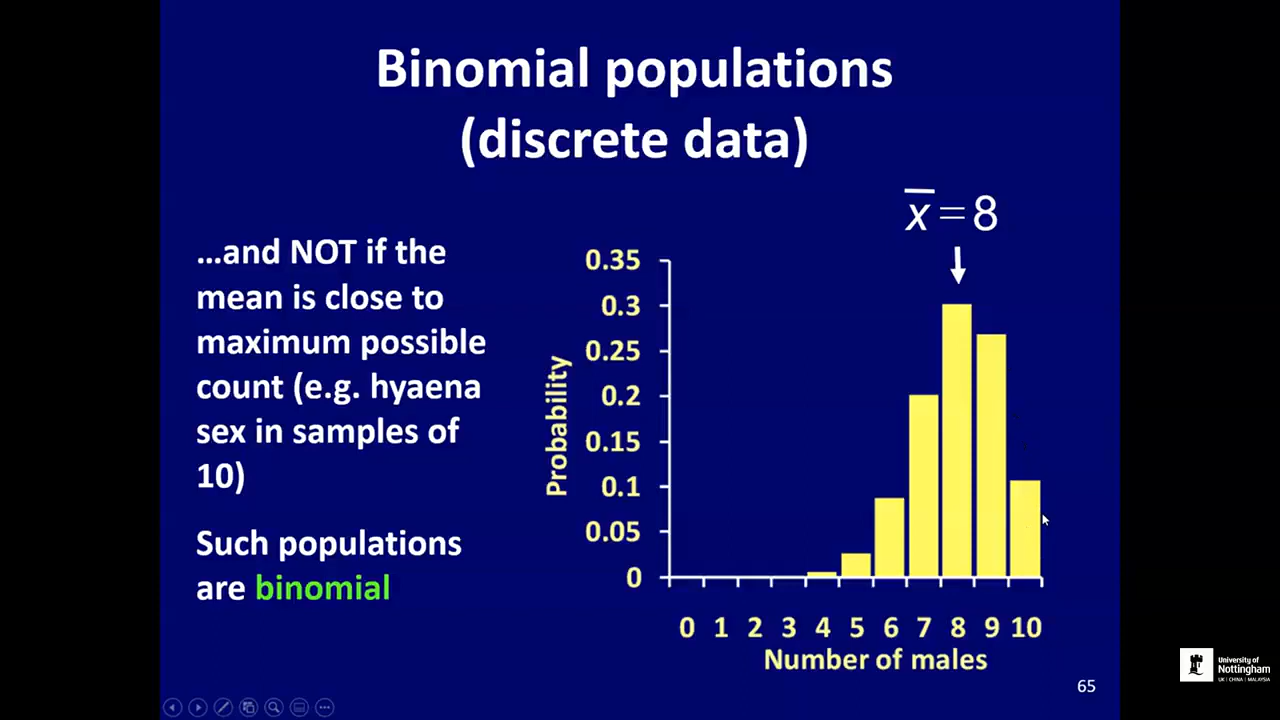 Binomial populations
(discrete data)
x̅ = 8
...and NOT if the
mean is close to
maximum possible
count (e.g. hyaena
sex in samples of
10)
Such populations
are binomial
0.35
0.3
0.25
0.2
0.15
0.1
0.05
0
Probability
0 1 2 3 4 5 6 7 8 9 10
Number of males
65
University of
Nottingham
UK | CHINA | MALAYSIA